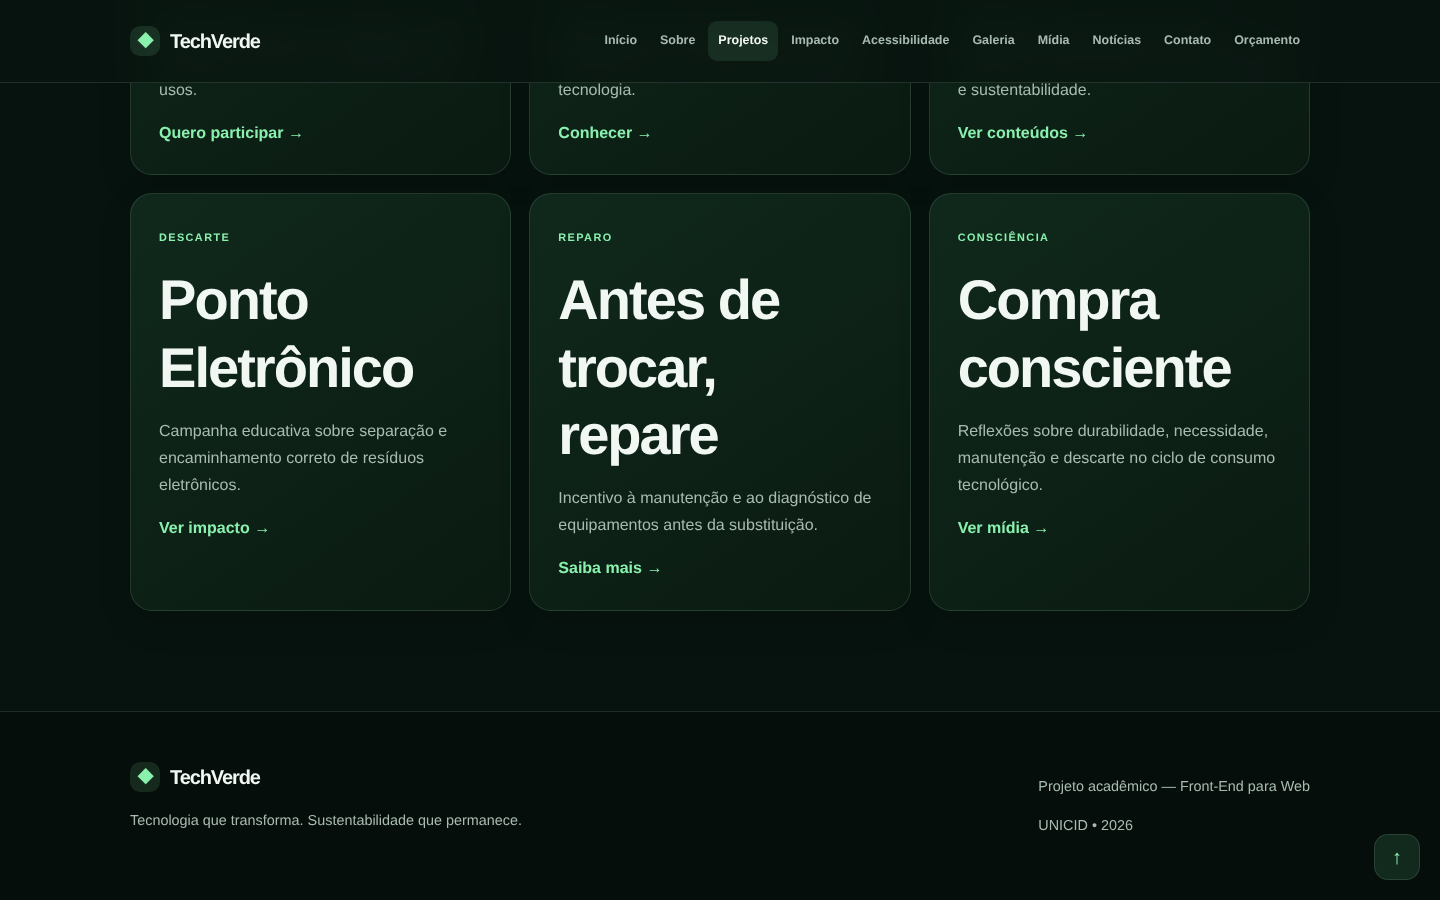 TechVerde
Início Sobre Projetos Impacto Acessibilidade Galeria Mídia Notícias Contato Orçamento
usos.
Quero participar →
tecnologia.
Conhecer →
e sustentabilidade.
Ver conteúdos →
DESCARTE
Ponto
Eletrônico
Campanha educativa sobre separação e
encaminhamento correto de resíduos
eletrônicos.
Ver impacto →
REPARO
Antes de
trocar,
repare
Incentivo à manutenção e ao diagnóstico de
equipamentos antes da substituição.
Saiba mais →
CONSCIÊNCIA
Compra
consciente
Reflexões sobre durabilidade, necessidade,
manutenção e descarte no ciclo de consumo
tecnológico.
Ver mídia →
TechVerde
Tecnologia que transforma. Sustentabilidade que permanece.
Projeto acadêmico — Front-End para Web
UNICID • 2026
↑